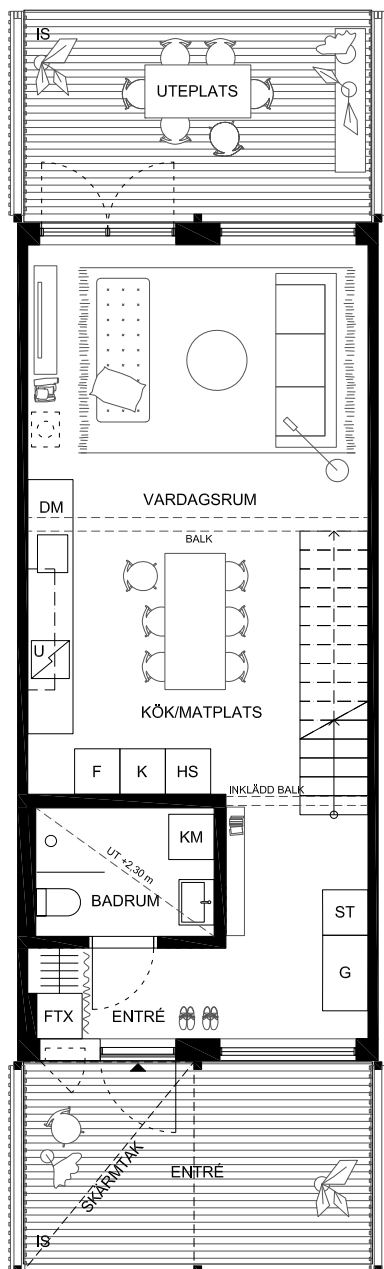 IS
UTEPLATS
VARDAGSRUM
DM
BALK
U
KÖK/MATPLATS
F K HS
INKLÄDD BALK
KM
UT +2,30 m
BADRUM
ST
G
FTX
ENTRÉ
SKÄRMTAK
ENTRÉ
IS